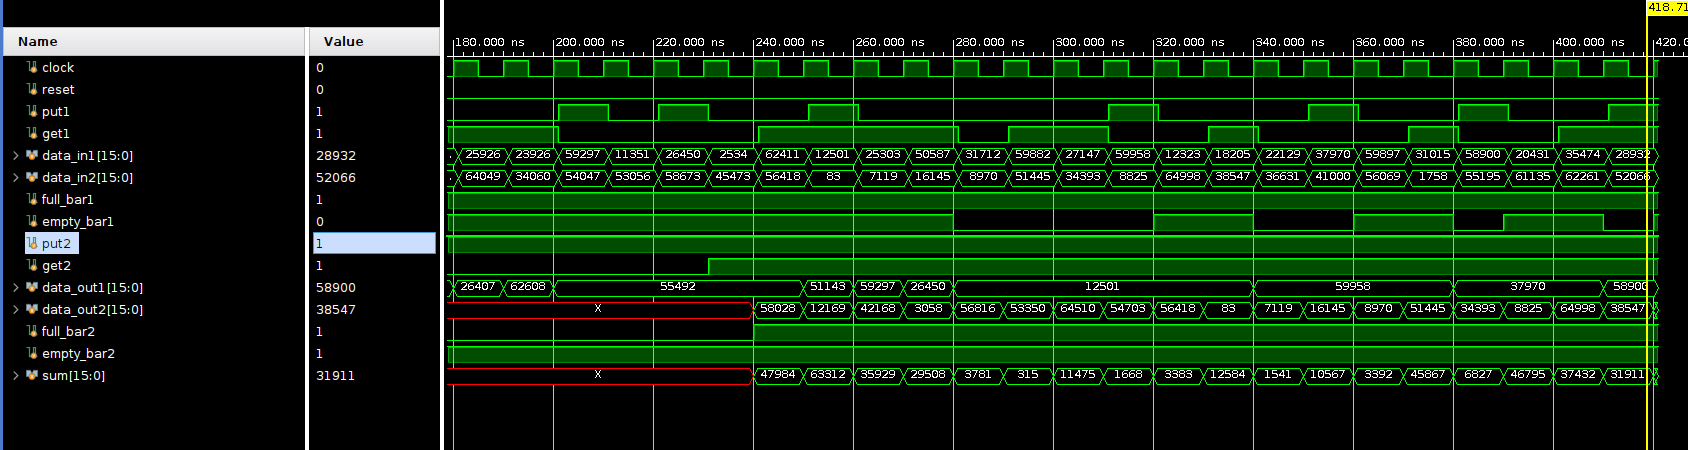 418.71
Name Value
180.000 ns 200.000 ns 220.000 ns 240.000 ns 260.000 ns 280.000 ns 300.000 ns 320.000 ns 340.000 ns 360.000 ns 380.000 ns 400.000 ns 420.0
clock 0
reset 0
put1 1
get1 1
data_in1[15:0] 28932 25926 23926 59297 11351 26450 2534 62411 12501 25303 50587 31712 59882 27147 59958 12323 18205 22129 37970 59897 31015 58900 20431 35474 28932
data_in2[15:0] 52066 64049 34060 54047 53056 58673 45473 56418 83 7119 16145 8970 51445 34393 8825 64998 38547 36631 41000 56069 1758 55195 61135 62261 52066
full_bar1 1
empty_bar1 0
put2 1
get2 1
data_out1[15:0] 58900 26407 62608 55492 51143 59297 26450 12501 59958 37970 58900
data_out2[15:0] 38547 X 58028 12169 42168 3058 56816 53350 64510 54703 56418 83 7119 16145 8970 51445 34393 8825 64998 38547
full_bar2 1
empty_bar2 1
sum[15:0] 31911 X 47984 63312 35929 29508 3781 315 11475 1668 3383 12584 1541 10567 3392 45867 6827 46795 37432 31911